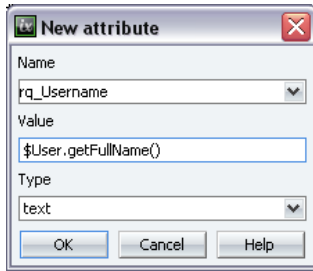 New attribute
Name
rq_Username
Value
$User.getFullName()
Type
text
OK Cancel Help